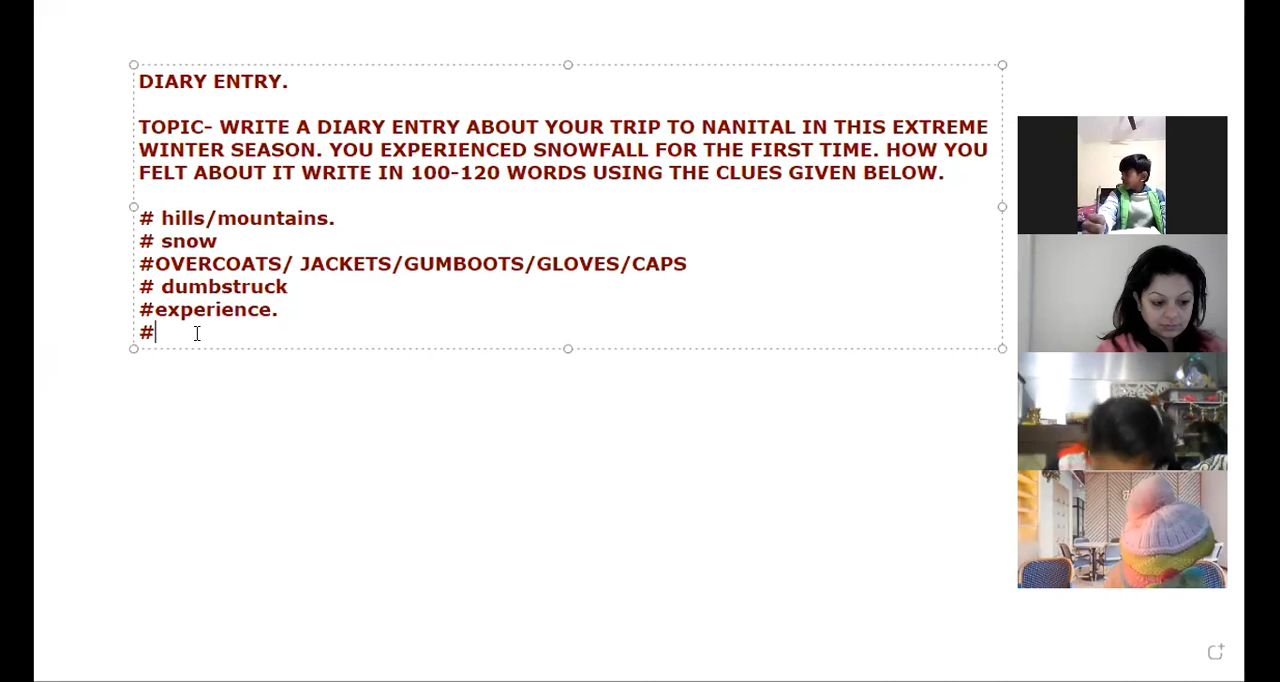 DIARY ENTRY.
TOPIC- WRITE A DIARY ENTRY ABOUT YOUR TRIP TO NANITAL IN THIS EXTREME
WINTER SEASON. YOU EXPERIENCED SNOWFALL FOR THE FIRST TIME. HOW YOU
FELT ABOUT IT WRITE IN 100-120 WORDS USING THE CLUES GIVEN BELOW.
# hills/mountains.
# snow
#OVERCOATS/ JACKETS/GUMBOOTS/GLOVES/CAPS
# dumbstruck
#experience.
#